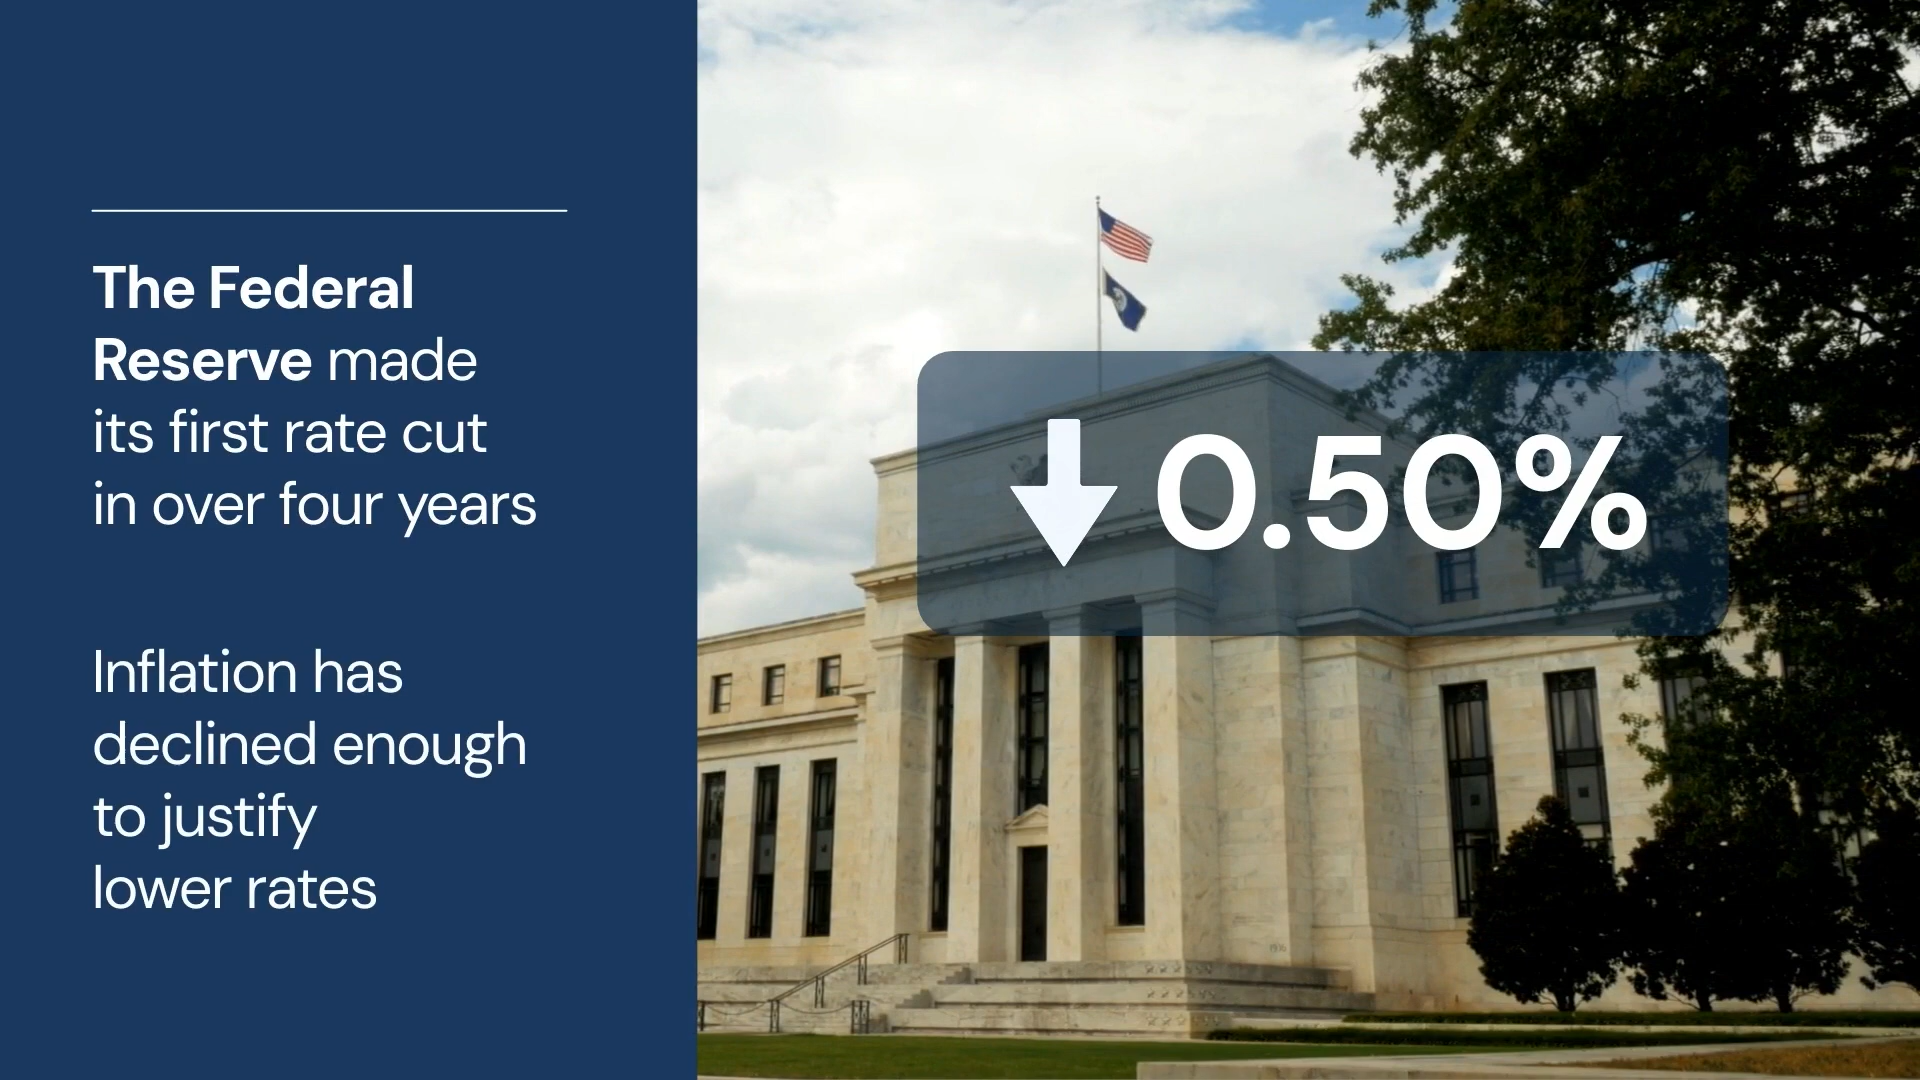 The Federal
Reserve made
its first rate cut
in over four years
Inflation has
declined enough
to justify
lower rates
0.50%